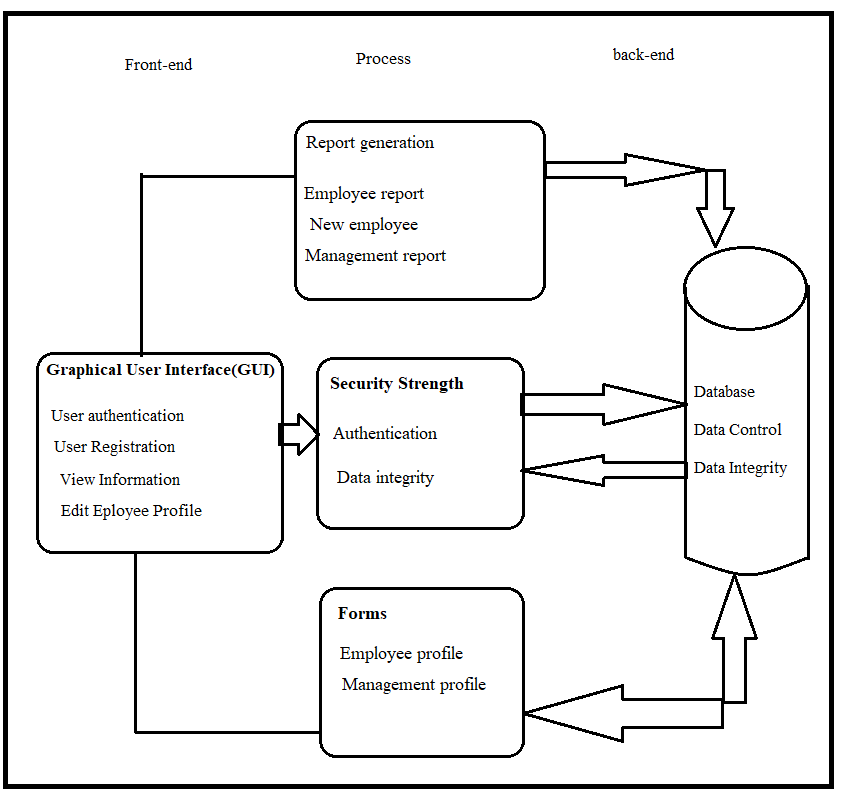 Front-end
Process
back-end
Report generation
Employee report
New employee
Management report
Graphical User Interface(GUI)
User authentication
User Registration
View Information
Edit Eployee Profile
Security Strength
Authentication
Data integrity
Database
Data Control
Data Integrity
Forms
Employee profile
Management profile